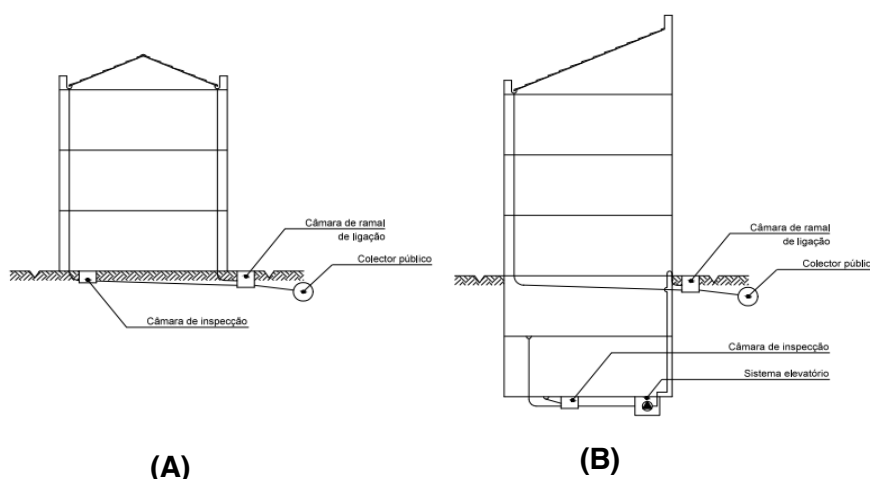 Câmara de ramal
de ligação
Colector público
Câmara de inspecção
(A)
Câmara de ramal
de ligação
Colector públic
Câmara de inspecção
Sistema elevatório
(B)